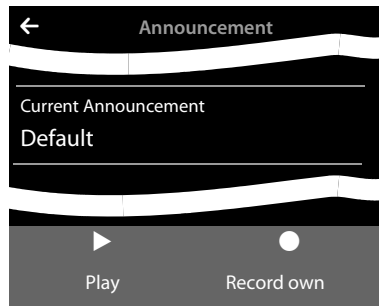 Announcement
Current Announcement
Default
Play
Record own